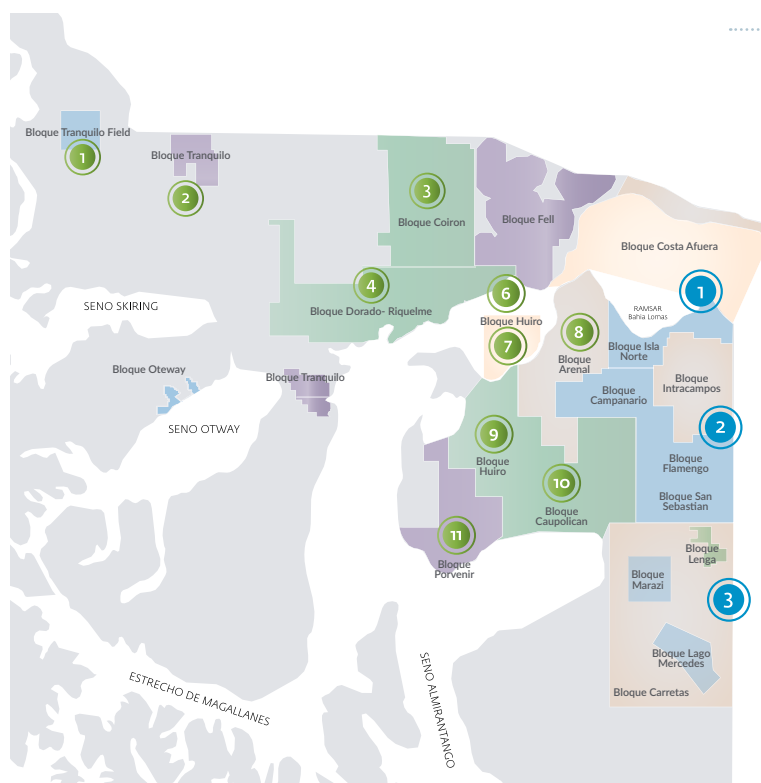 Bloque Tranquilo Field
1
Bloque Tranquilo
2
3
Bloque Coiron
Bloque Fell
Bloque Costa Afuera
4
Bloque Dorado- Riquelme
6
1
SENO SKIRING
RAMSAR
Bahia Lomas
Bloque Huiro
7
8
Bloque
Arenal
Bloque Isla
Norte
Bloque Oteway
Bloque Tranquilo
Bloque
Campanario
Bloque
Intracampos
SENO OTWAY
9
Bloque
Huiro
2
Bloque
Flamengo
10
Bloque
Caupolican
Bloque San
Sebastian
11
Bloque
Porvenir
Bloque
Lenga
Bloque
Marazi
3
Bloque Lago
Mercedes
Bloque Carretas
ESTRECHO DE MAGALLANES
SENO ALMIRANTANGO